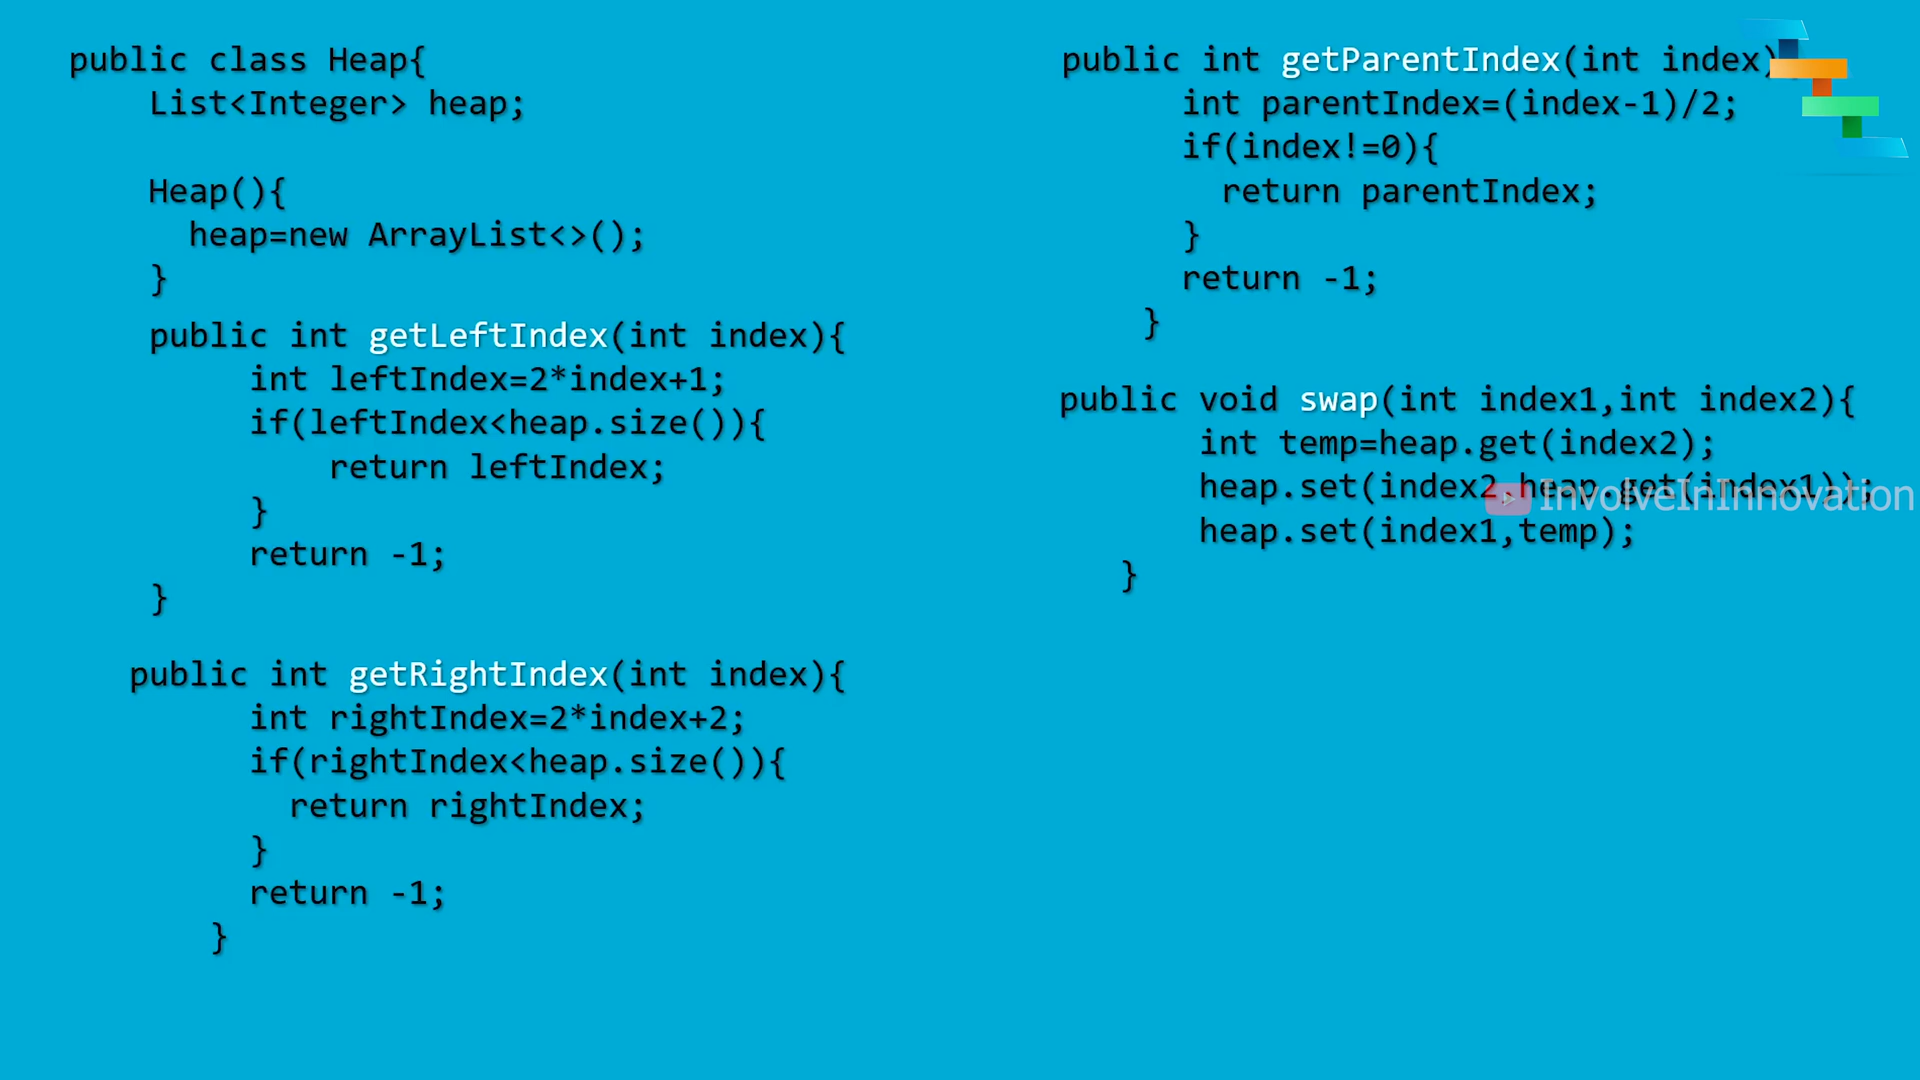 public class Heap{
List<Integer> heap;
Heap(){
heap=new ArrayList<>();
}
public int getLeftIndex(int index){
int leftIndex=2*index+1;
if(leftIndex<heap.size()){
return leftIndex;
}
return -1;
}
public int getRightIndex(int index){
int rightIndex=2*index+2;
if(rightIndex<heap.size()){
return rightIndex;
}
return -1;
}
public int getParentIndex(int index)
int parentIndex=(index-1)/2;
if(index!=0){
return parentIndex;
}
return -1;
}
public void swap(int index1,int index2){
int temp=heap.get(index2);
heap.set(index2,heap.get(index1));
InvolveInInnovation
heap.set(index1,temp);
}